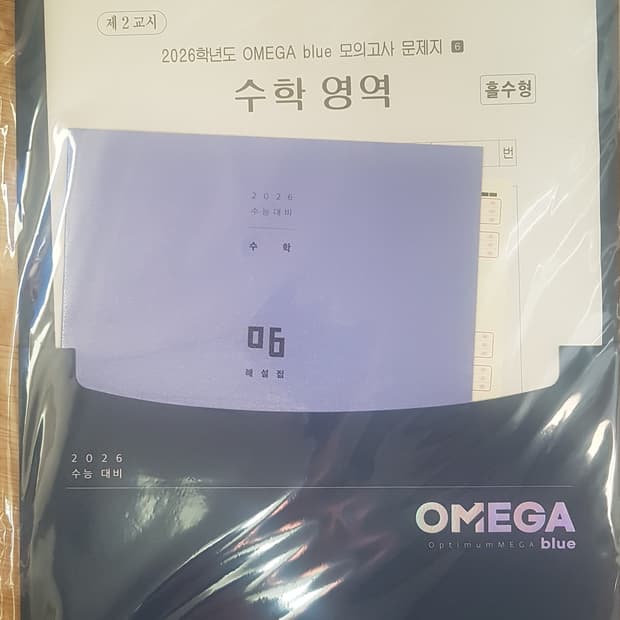 제 2 교시
2026학년도 OMEGA blue 모의고사 문제지 6
수학 영역
홀수형
번
2026
수능대비
수 학
06
해설집
2026
수능 대비
OMEGA
OptimumMEGA blue